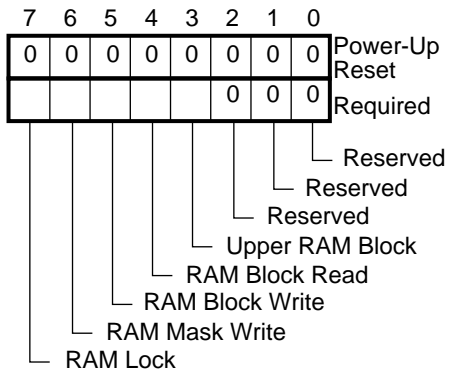 7 6 5 4 3 2 1 0
0 0 0 0 0 0 0 0 Power-Up
Reset
0 0 0 Required
Reserved
Reserved
Reserved
Upper RAM Block
RAM Block Read
RAM Block Write
RAM Mask Write
RAM Lock